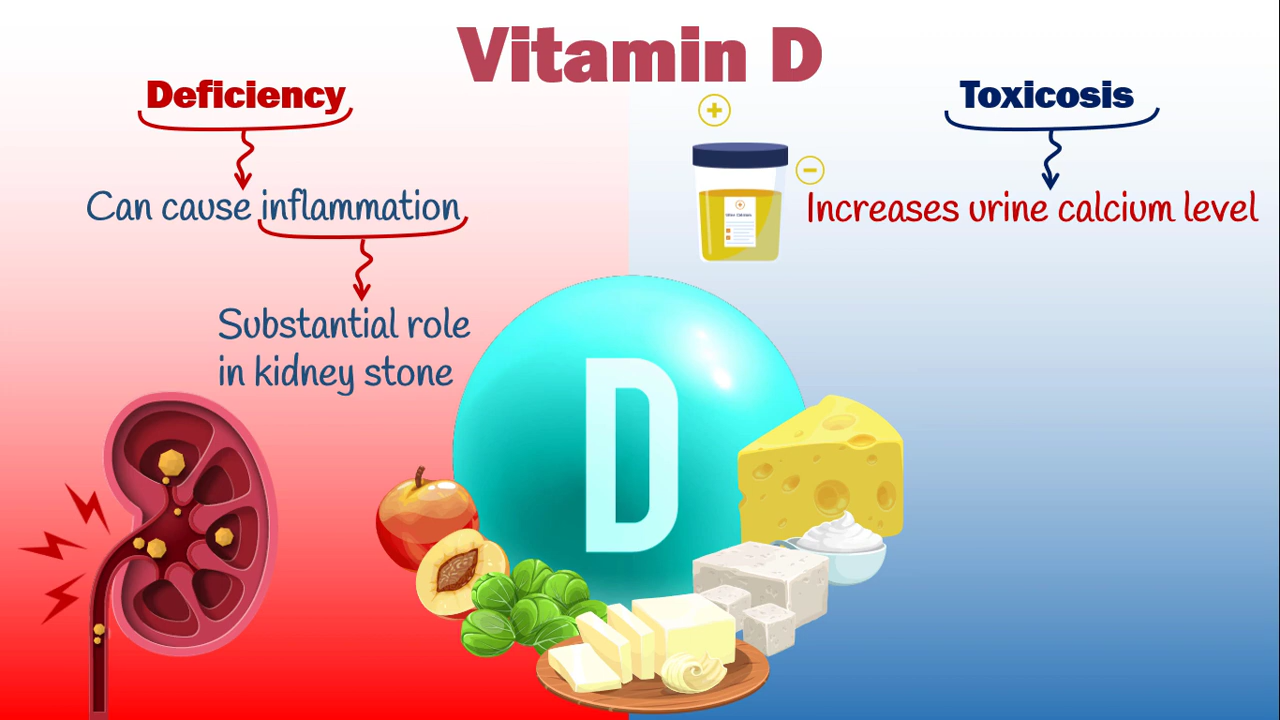 Vitamin D
Deficiency
Can cause inflammation
Substantial role
in kidney stone
Toxicosis
Increases urine calcium level
D